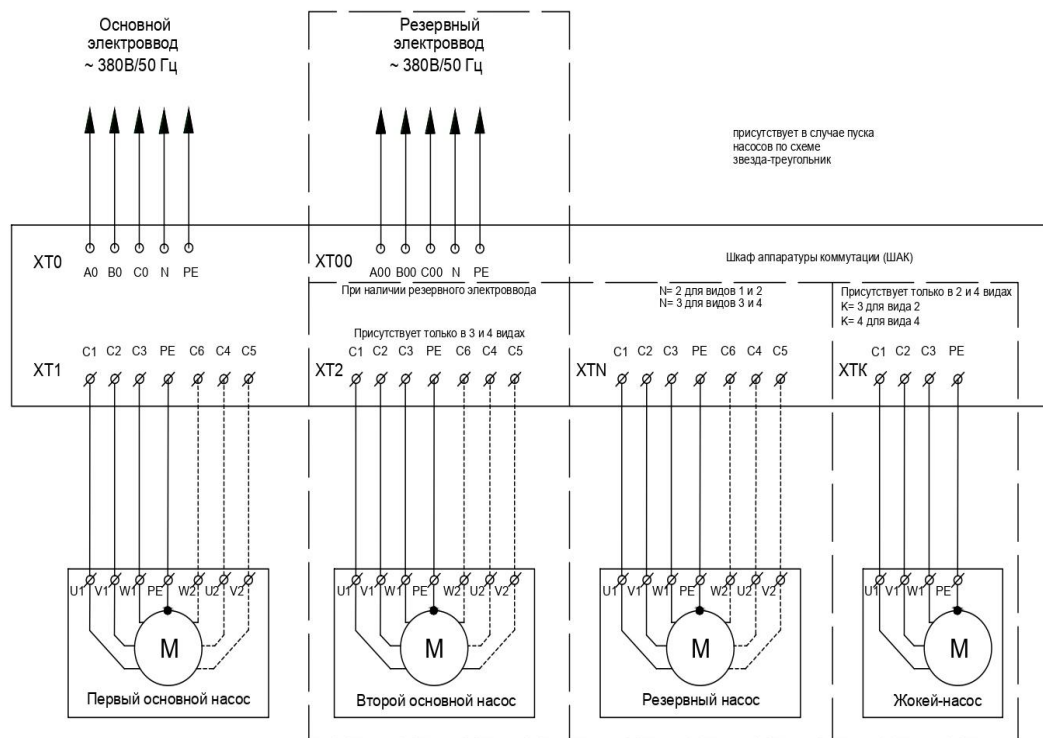 Основной
электроввод
~ 380В/50 Гц
Резервный
электроввод
~ 380В/50 Гц
присутствует в случае пуска
насосов по схеме
звезда-треугольник
XT0
A0 B0 C0 N PE
XT00
A00 B00 C00 N PE
Шкаф аппаратуры коммутации (ШАК)
При наличии резервного электроввода
N= 2 для видов 1 и 2
N= 3 для видов 3 и 4
Присутствует только в 2 и 4 видах
K= 3 для вида 2
K= 4 для вида 4
Присутствует только в 3 и 4 видах
XT1
C1 C2 C3 PE C6 C4 C5
XT2
C1 C2 C3 PE C6 C4 C5
XTN
C1 C2 C3 PE C6 C4 C5
XTK
C1 C2 C3 PE
U1 V1 W1 PE W2 U2 V2
U1 V1 W1 PE W2 U2 V2
U1 V1 W1 PE W2 U2 V2
U1 V1 W1 PE
M
M
M
M
Первый основной насос
Второй основной насос
Резервный насос
Жокей-насос